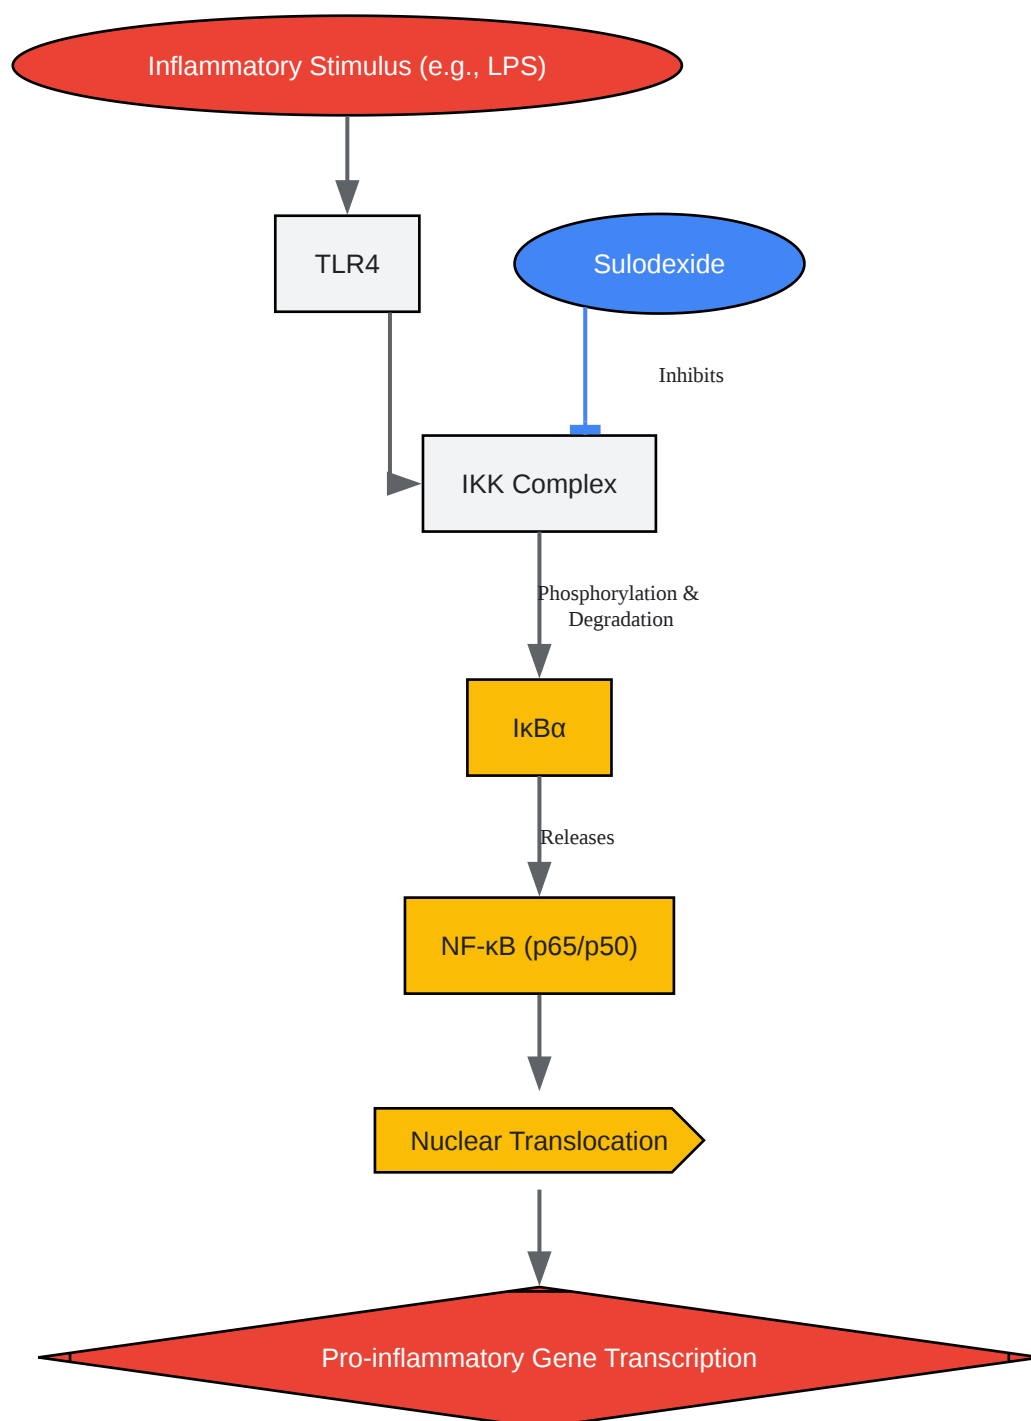 Inflammatory Stimulus (e.g., LPS)
TLR4
Sulodexide
Inhibits
IKK Complex
Phosphorylation &
Degradation
IκBα
Releases
NF-κB (p65/p50)
Nuclear Translocation
Pro-inflammatory Gene Transcription